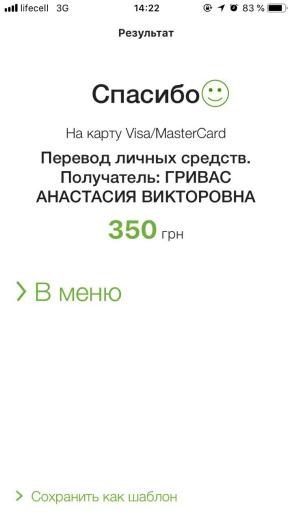 lifecell 3G 14:22 83 %
Результат
Спасибо
На карту Visa/MasterCard
Перевод личных средств.
Получатель: ГРИВАС
АНАСТАСИЯ ВИКТОРОВНА
350 грн
В меню
Сохранить как шаблон